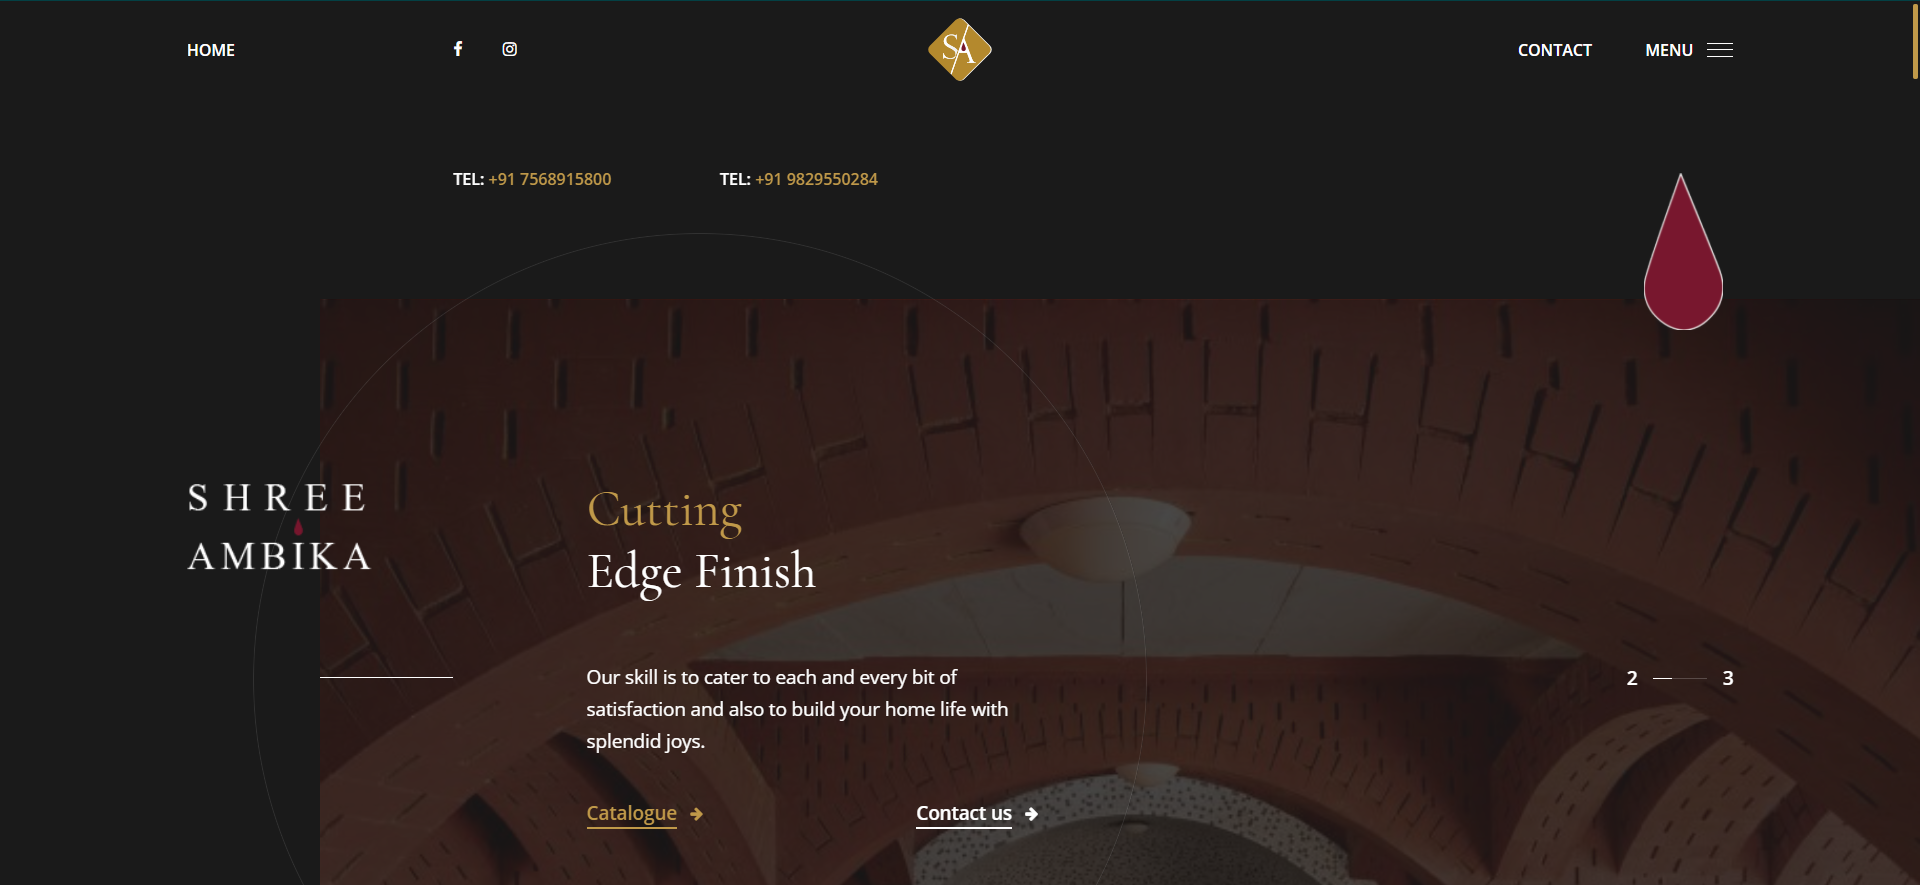 HOME
SA
CONTACT
MENU
TEL: +91 7568915800
TEL: +91 9829550284
SHREE
AMBIKA
Cutting
Edge Finish
Our skill is to cater to each and every bit of
satisfaction and also to build your home life with
splendid joys.
2
3
Catalogue
Contact us